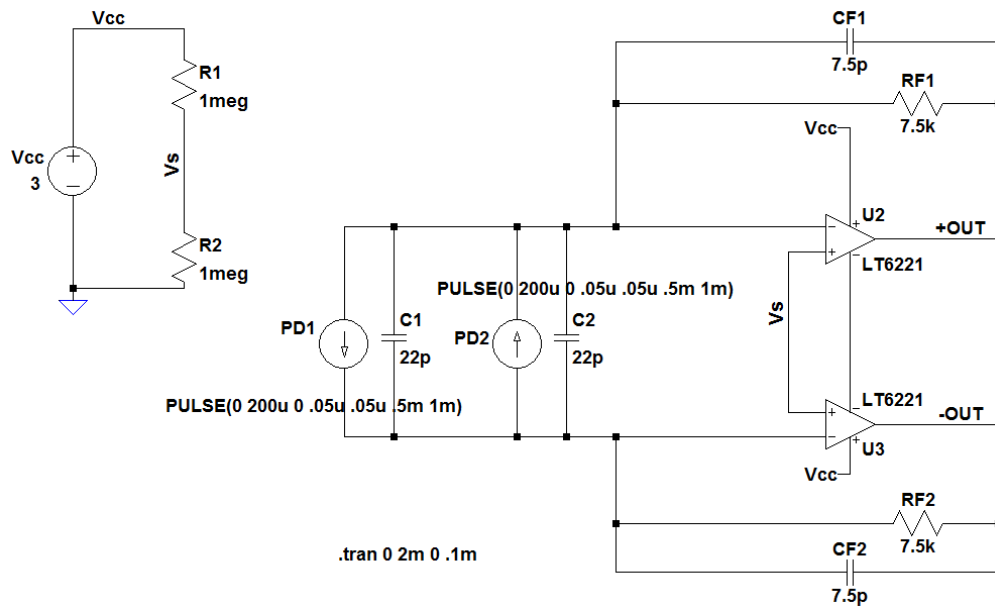 Vcc
R1
1meg
Vcc
3
Vs
R2
1meg
CF1
7.5p
RF1
7.5k
Vcc
U2
+OUT
LT6221
PULSE(0 200u 0 .05u .05u .5m 1m)
Vs
PD1
C1
22p
PD2
C2
22p
PULSE(0 200u 0 .05u .05u .5m 1m)
LT6221
-OUT
U3
Vcc
RF2
7.5k
.tran 0 2m 0 .1m
CF2
7.5p